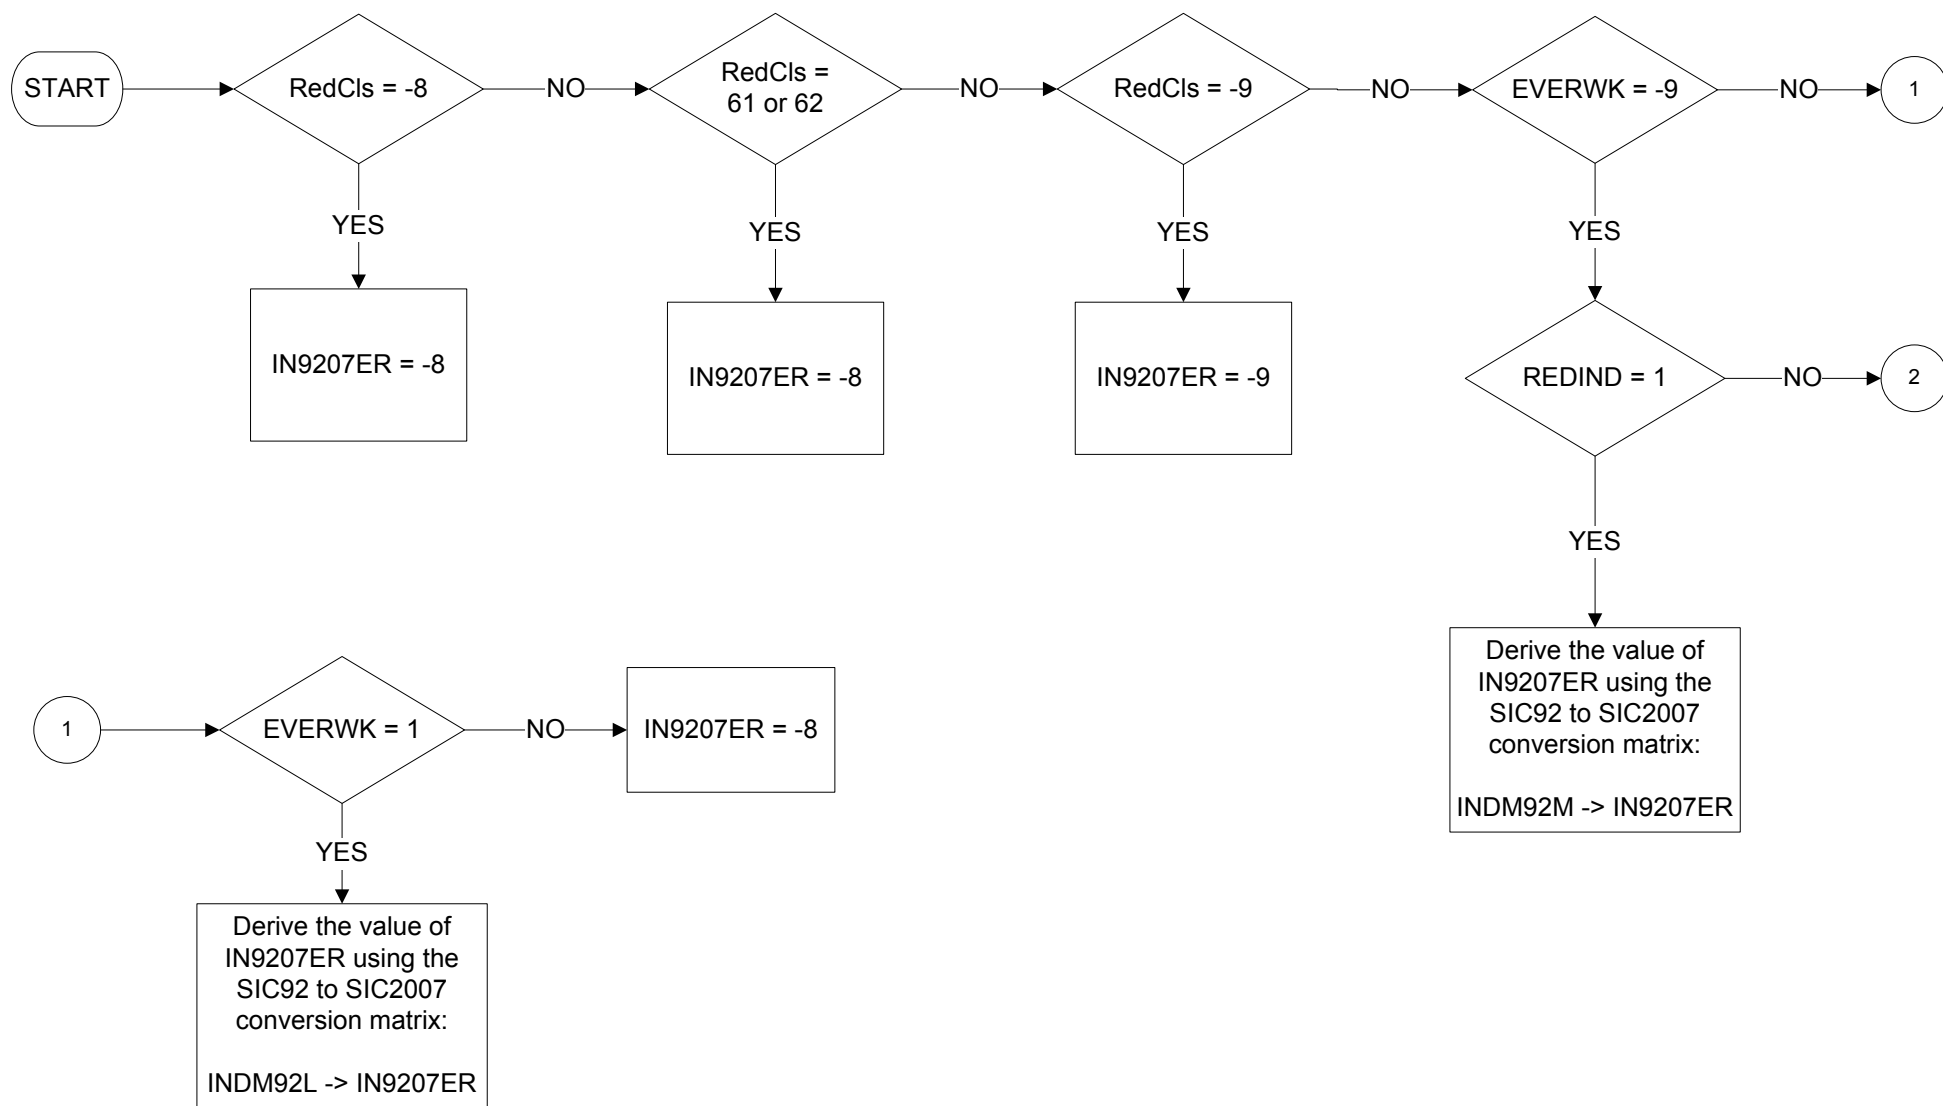 START
RedCls = -8
NO
RedCls =
61 or 62
NO
RedCls = -9
NO
EVERWK = -9
NO
1
YES
YES
YES
YES
IN9207ER = -8
IN9207ER = -8
IN9207ER = -9
REDIND = 1
NO
2
YES
Derive the value of
IN9207ER using the
SIC92 to SIC2007
conversion matrix:
INDM92M -> IN9207ER
1
EVERWK = 1
NO
IN9207ER = -8
YES
Derive the value of
IN9207ER using the
SIC92 to SIC2007
conversion matrix:
INDM92L -> IN9207ER